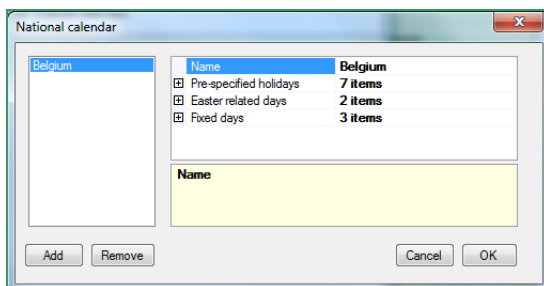 National calendar
x
Belgium
Name Belgium
Pre-specified holidays 7 items
Easter related days 2 items
Fixed days 3 items
Name
Add Remove Cancel OK